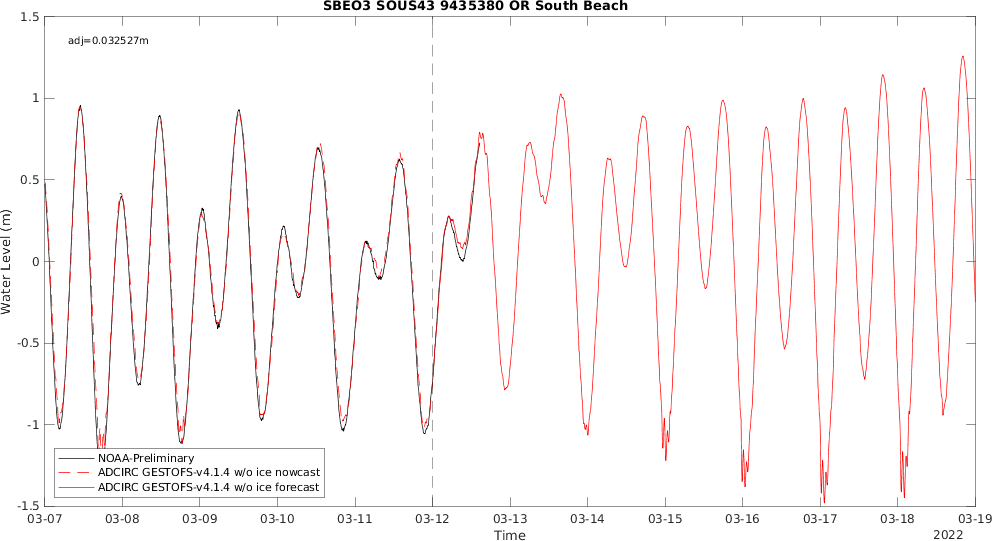 SBEO3 SOUS43 9435380 OR South Beach
adj=0.032527m
1.5
1
0.5
0
-0.5
-1
-1.5
Water Level (m)
NOAA-Preliminary
ADCIRC GESTOFS-v4.1.4 w/o ice nowcast
ADCIRC GESTOFS-v4.1.4 w/o ice forecast
03-07 03-08 03-09 03-10 03-11 03-12 03-13 03-14 03-15 03-16 03-17 03-18 03-19
Time
2022